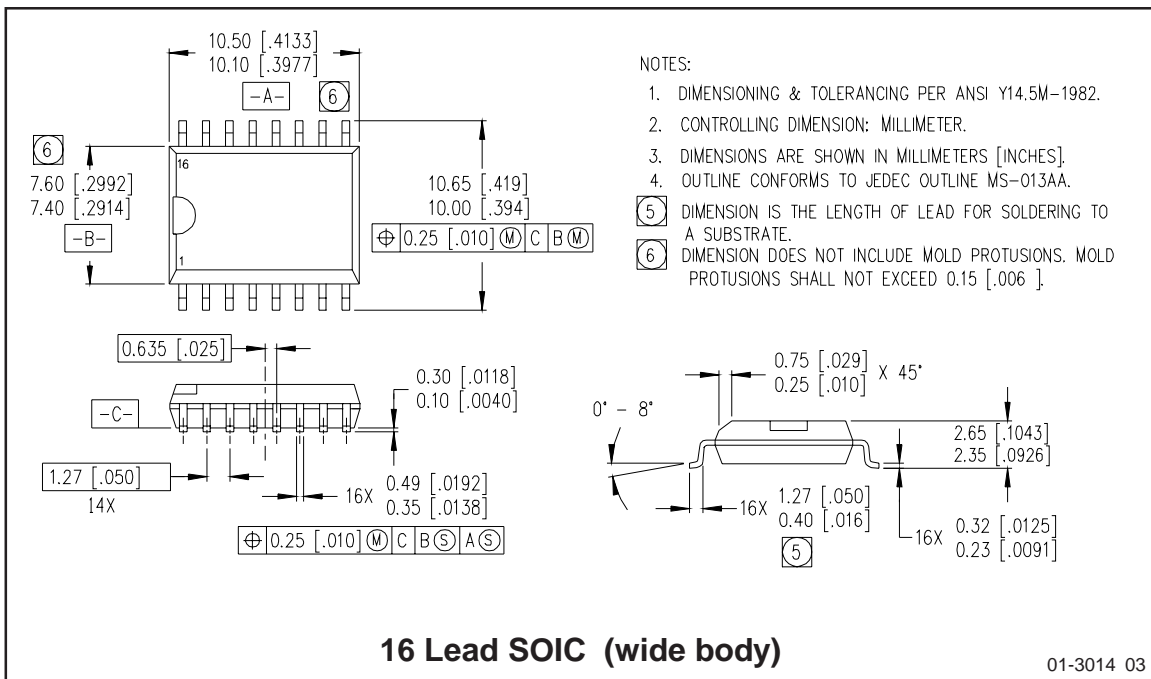 10.50 [.4133]
10.10 [.3977]
-A- 6
6
7.60 [.2992]
7.40 [.2914]
-B-
16
1
10.65 [.419]
10.00 [.394]
⌖ 0.25 [.010] Ⓜ C B Ⓜ
NOTES:
1. DIMENSIONING & TOLERANCING PER ANSI Y14.5M-1982.
2. CONTROLLING DIMENSION: MILLIMETER.
3. DIMENSIONS ARE SHOWN IN MILLIMETERS [INCHES].
4. OUTLINE CONFORMS TO JEDEC OUTLINE MS-013AA.
5 DIMENSION IS THE LENGTH OF LEAD FOR SOLDERING TO
A SUBSTRATE.
6 DIMENSION DOES NOT INCLUDE MOLD PROTUSIONS. MOLD
PROTUSIONS SHALL NOT EXCEED 0.15 [.006 ].
0.635 [.025]
-C-
0.30 [.0118]
0.10 [.0040]
1.27 [.050]
14X
16X 0.49 [.0192]
0.35 [.0138]
⌖ 0.25 [.010] Ⓜ C B Ⓢ A Ⓢ
0.75 [.029]
0.25 [.010] X 45°
0° - 8°
2.65 [.1043]
2.35 [.0926]
16X 1.27 [.050]
0.40 [.016]
5
16X 0.32 [.0125]
0.23 [.0091]
16 Lead SOIC (wide body)
01-3014 03